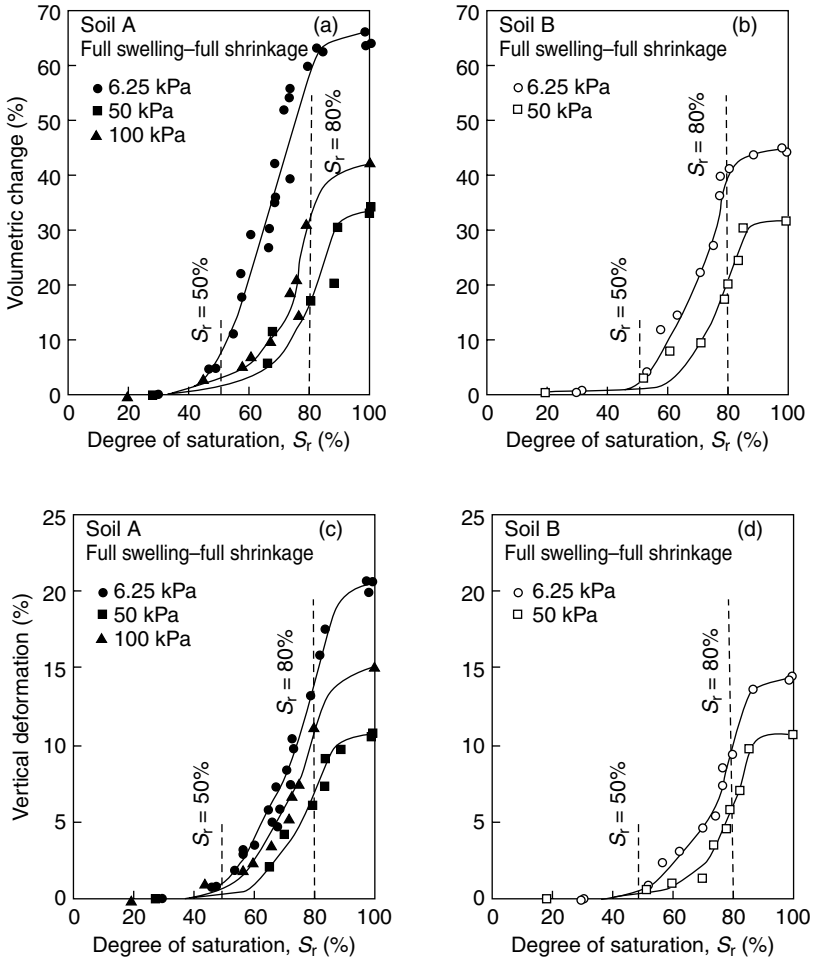 Soil A (a)
Full swelling–full shrinkage
6.25 kPa
50 kPa
100 kPa
Sr = 50%
Sr = 80%
70
60
50
40
30
20
10
0
Volumetric change (%)
0 20 40 60 80 100
Degree of saturation, Sr (%)
Soil B (b)
Full swelling–full shrinkage
6.25 kPa
50 kPa
Sr = 50%
Sr = 80%
70
60
50
40
30
20
10
0
0 20 40 60 80 100
Degree of saturation, Sr (%)
Soil A (c)
Full swelling–full shrinkage
6.25 kPa
50 kPa
100 kPa
Sr = 50%
Sr = 80%
25
20
15
10
5
0
Vertical deformation (%)
0 20 40 60 80 100
Degree of saturation, Sr (%)
Soil B (d)
Full swelling–full shrinkage
6.25 kPa
50 kPa
Sr = 50%
Sr = 80%
25
20
15
10
5
0
0 20 40 60 80 100
Degree of saturation, Sr (%)